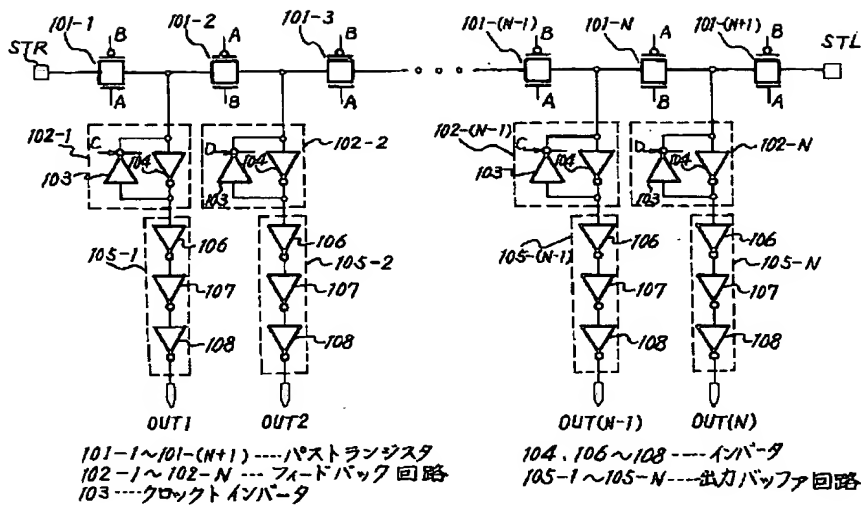 101-1 B 101-2 A 101-3 B 101-(N-1) B 101-N A 101-(N+1) B
STR STL
A B A A B A
102-1 C 104 D 104 102-2 102-(N-1) C 104 D 104 102-N
103 103 103 103
106 106 106 106
105-1 105-2 105-(N-1) 105-N
107 107 107 107
108 108 108 108
OUT1 OUT2 OUT(N-1) OUT(N)
101-1~101-(N+1) ----パストランジスタ
102-1~102-N --- フィードバック回路
103 ----クロックトインバータ
104、106~108 ---- インバータ
105-1~105-N ----出力バッファ回路